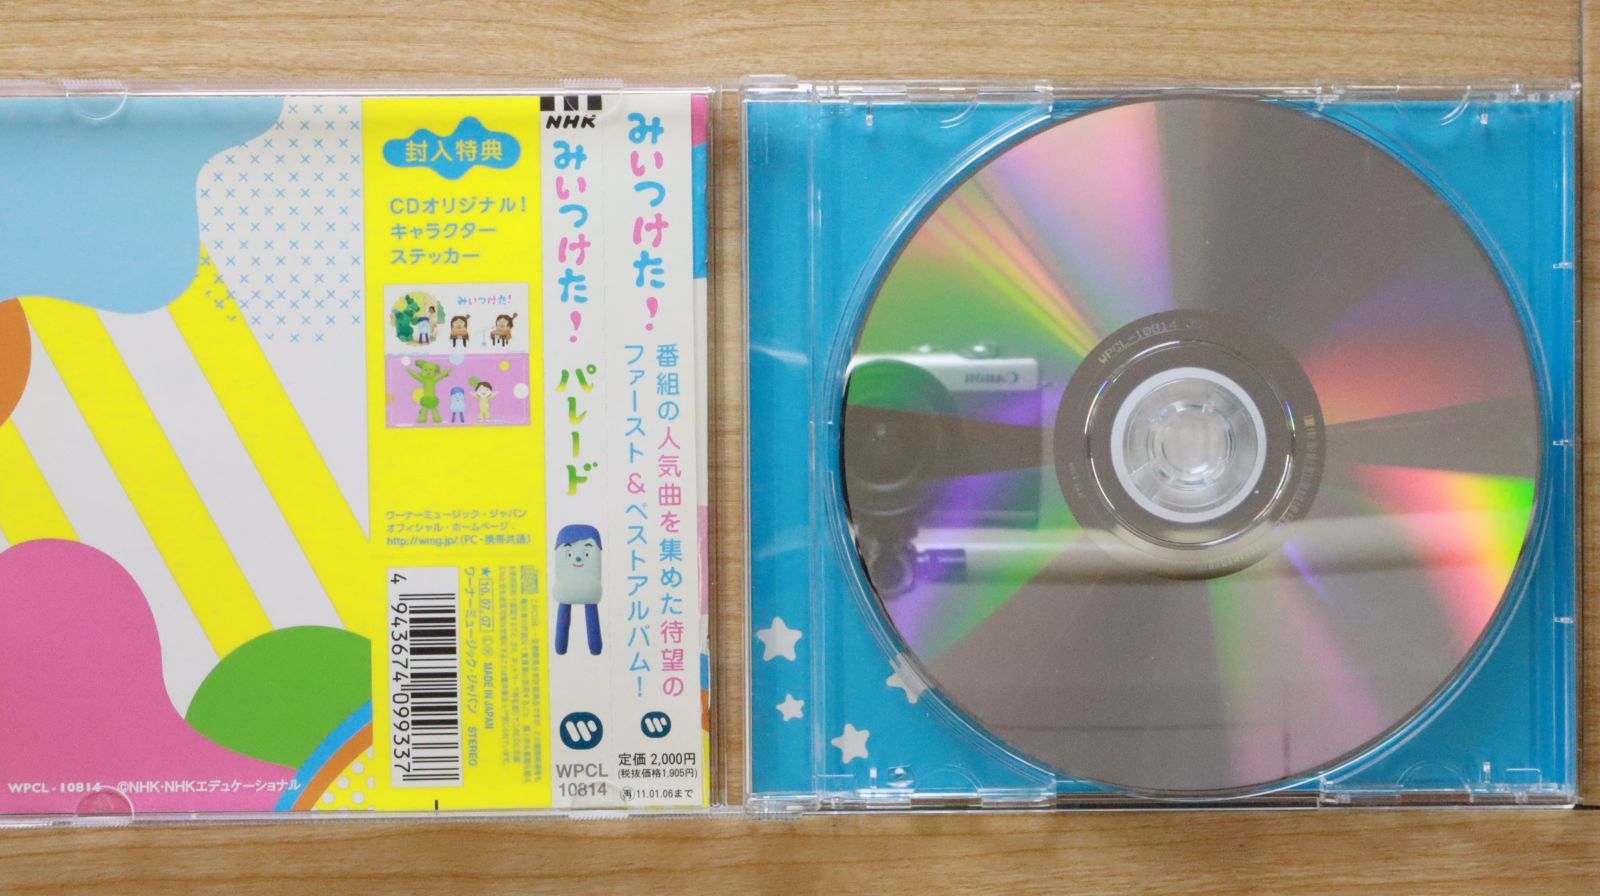 封入特典
CDオリジナル!
キャラクター
ステッカー
みいつけた!
ワーナーミュージック・ジャパン
オフィシャル・ホームページ:
http://wmg.jp/(PC・携帯共通)
4 943674 099337
★ 10.07.07 MADE IN JAPAN STEREO
ワーナーミュージック・ジャパン
WPCL-10814 ©NHK・NHKエデュケーショナル
NHK
みいつけた!
パレード
WPCL
10814
みいつけた!
番組の人気曲を集めた待望の
ファースト&ベストアルバム!
定価 2,000円
(税抜価格1,905円)
再 11.01.06まで
WPCL-10814
Canon